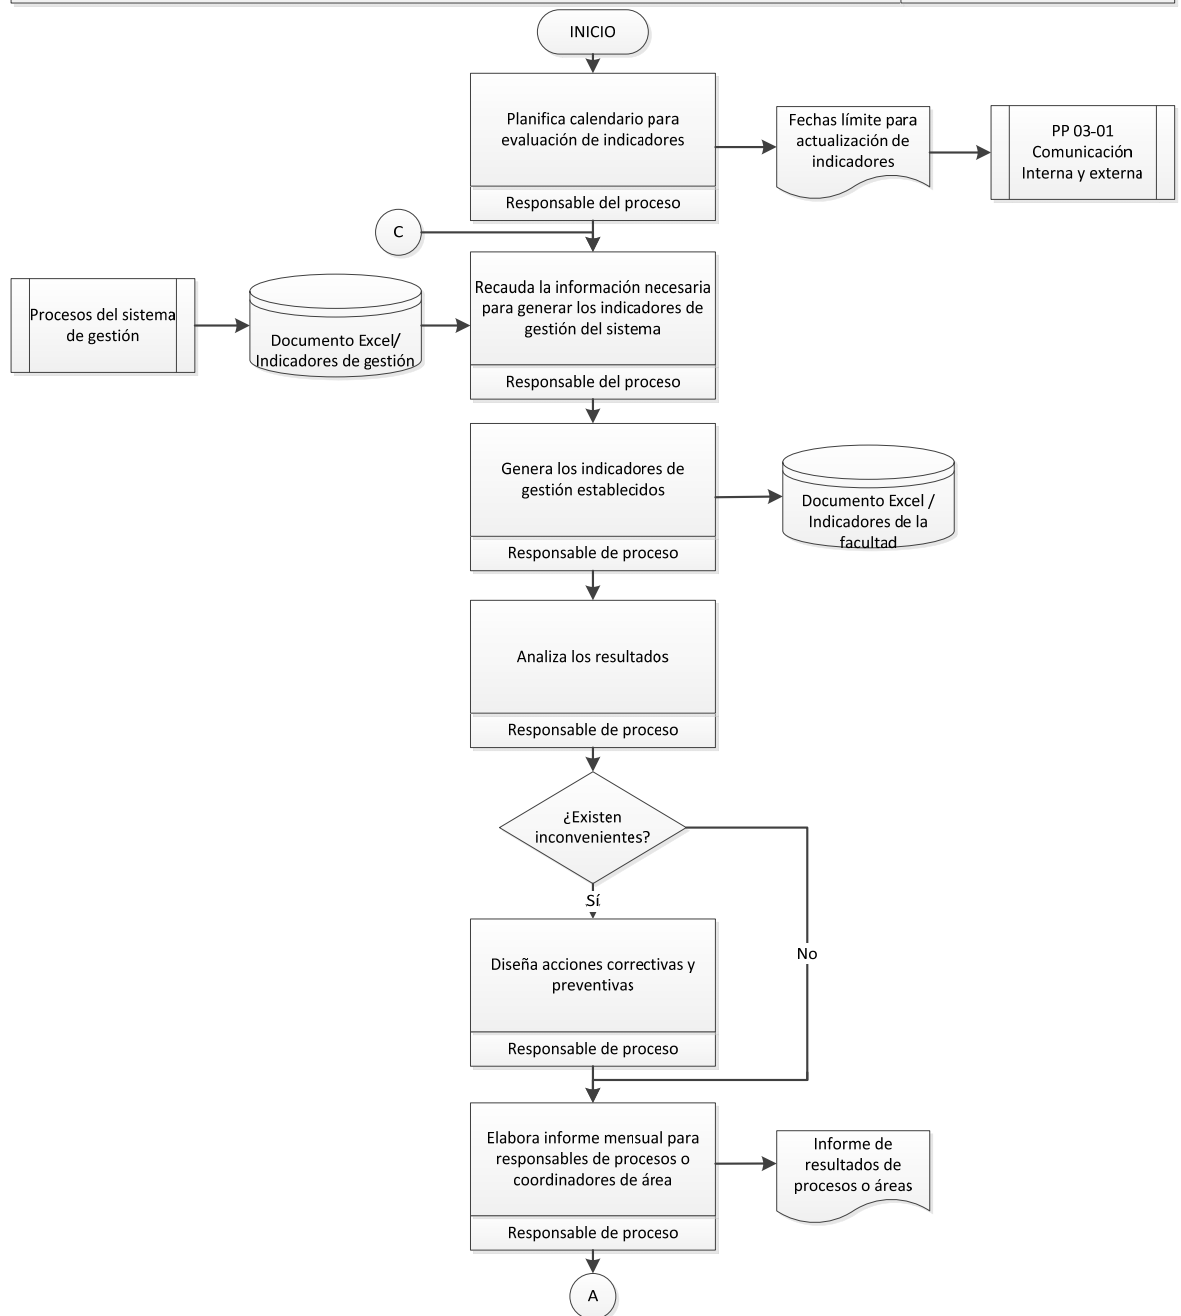 INICIO
Planifica calendario para
evaluación de indicadores
Responsable del proceso
Fechas límite para
actualización de
indicadores
PP 03-01
Comunicación
Interna y externa
C
Procesos del sistema
de gestión
Documento Excel/
Indicadores de gestión
Recauda la información necesaria
para generar los indicadores de
gestión del sistema
Responsable del proceso
Genera los indicadores de
gestión establecidos
Responsable de proceso
Documento Excel /
Indicadores de la
facultad
Analiza los resultados
Responsable de proceso
¿Existen
inconvenientes?
Sí
No
Diseña acciones correctivas y
preventivas
Responsable de proceso
Elabora informe mensual para
responsables de procesos o
coordinadores de área
Responsable de proceso
Informe de
resultados de
procesos o áreas
A